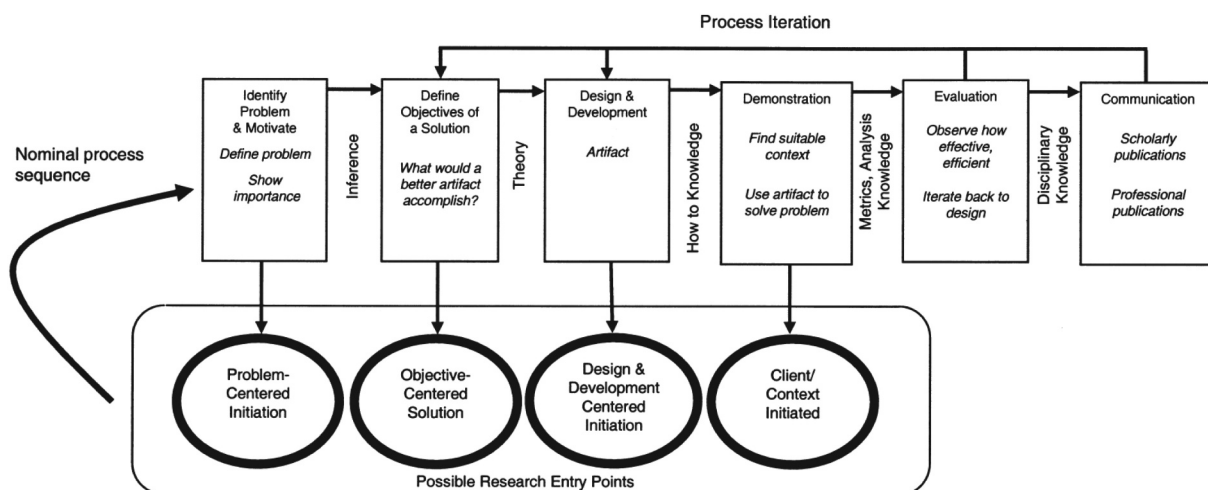 Process Iteration
Nominal process
sequence
Identify
Problem
& Motivate
Define problem
Show
importance
Inference
Define
Objectives of
a Solution
What would a
better artifact
accomplish?
Theory
Design &
Development
Artifact
How to Knowledge
Demonstration
Find suitable
context
Use artifact to
solve problem
Metrics, Analysis
Knowledge
Evaluation
Observe how
effective,
efficient
Iterate back to
design
Disciplinary
Knowledge
Communication
Scholarly
publications
Professional
publications
Problem-
Centered
Initiation
Objective-
Centered
Solution
Design &
Development
Centered
Initiation
Client/
Context
Initiated
Possible Research Entry Points